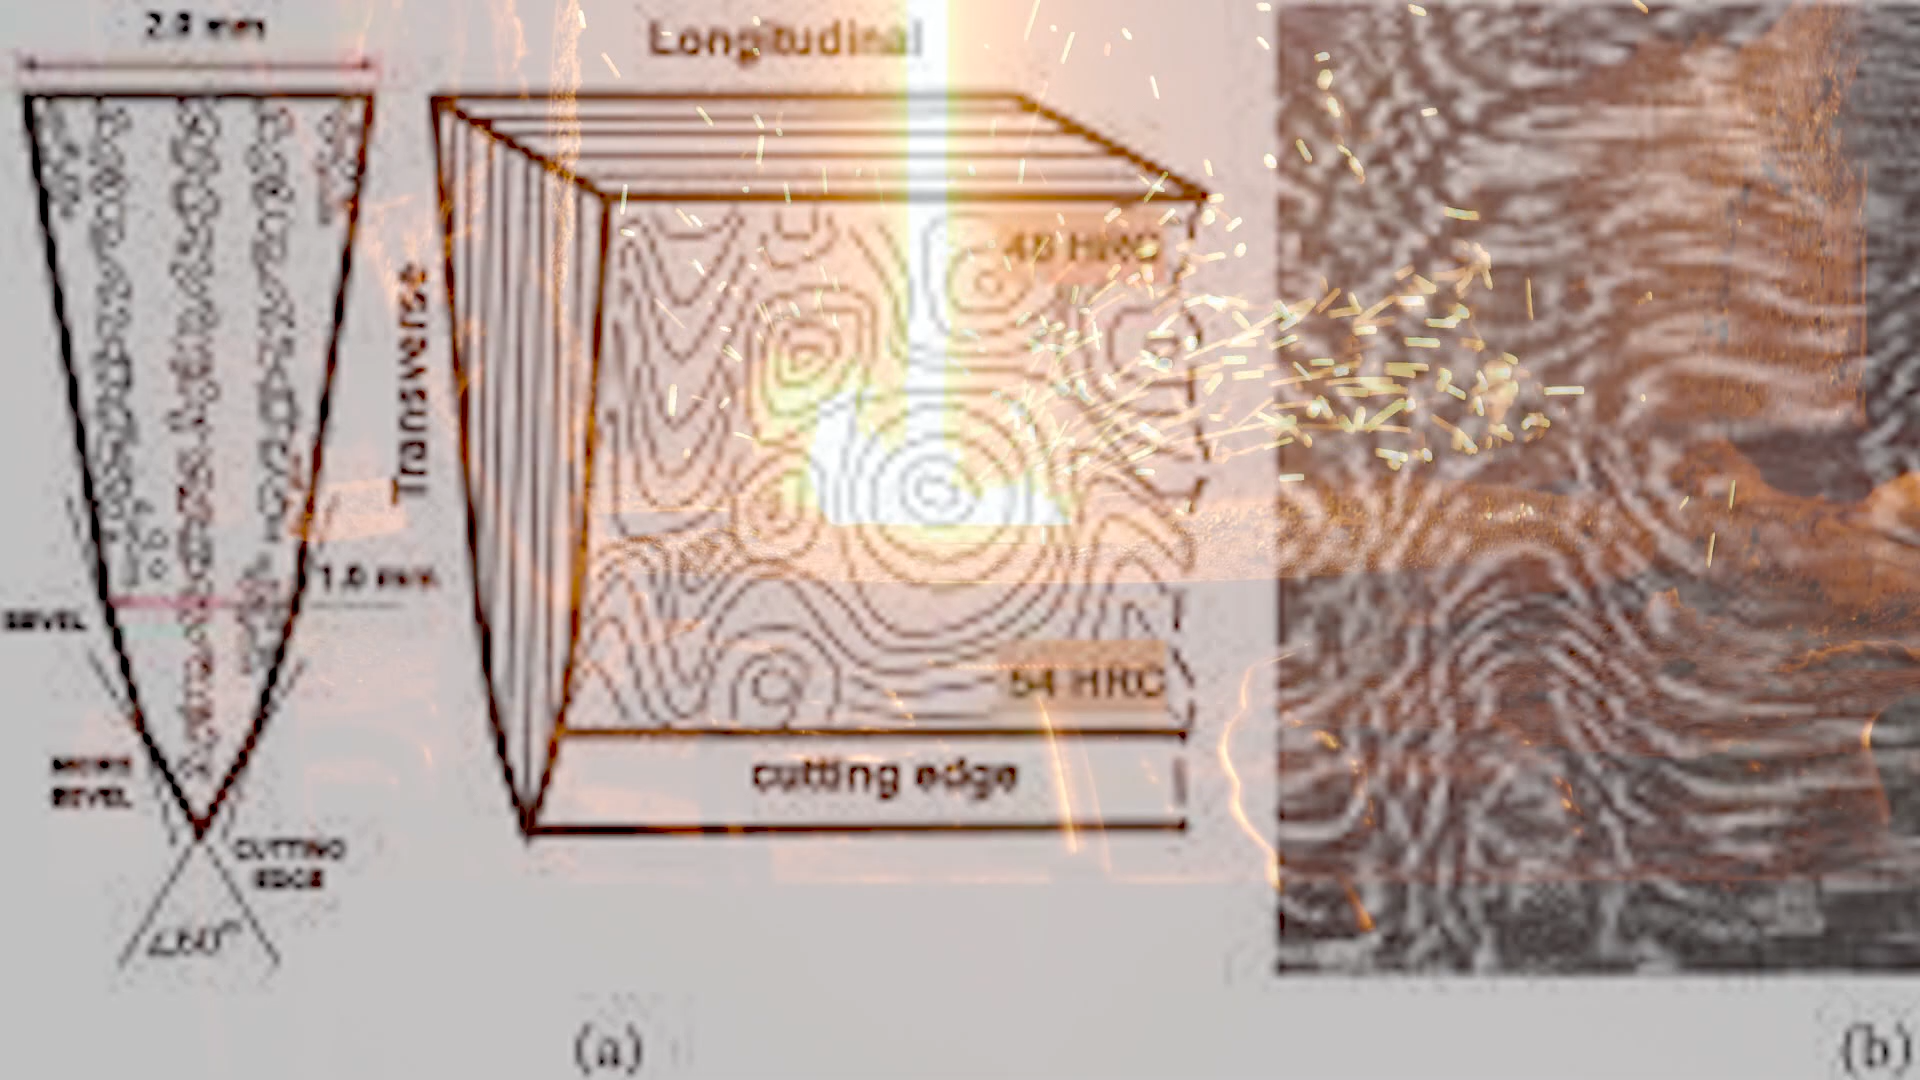 2.8 mm
Longitudinal
48 HRC
Transverse
1.0 mm
BEVEL
54 HRC
MICRO
BEVEL
cutting edge
CUTTING
EDGE
∠60°
(a)
(b)